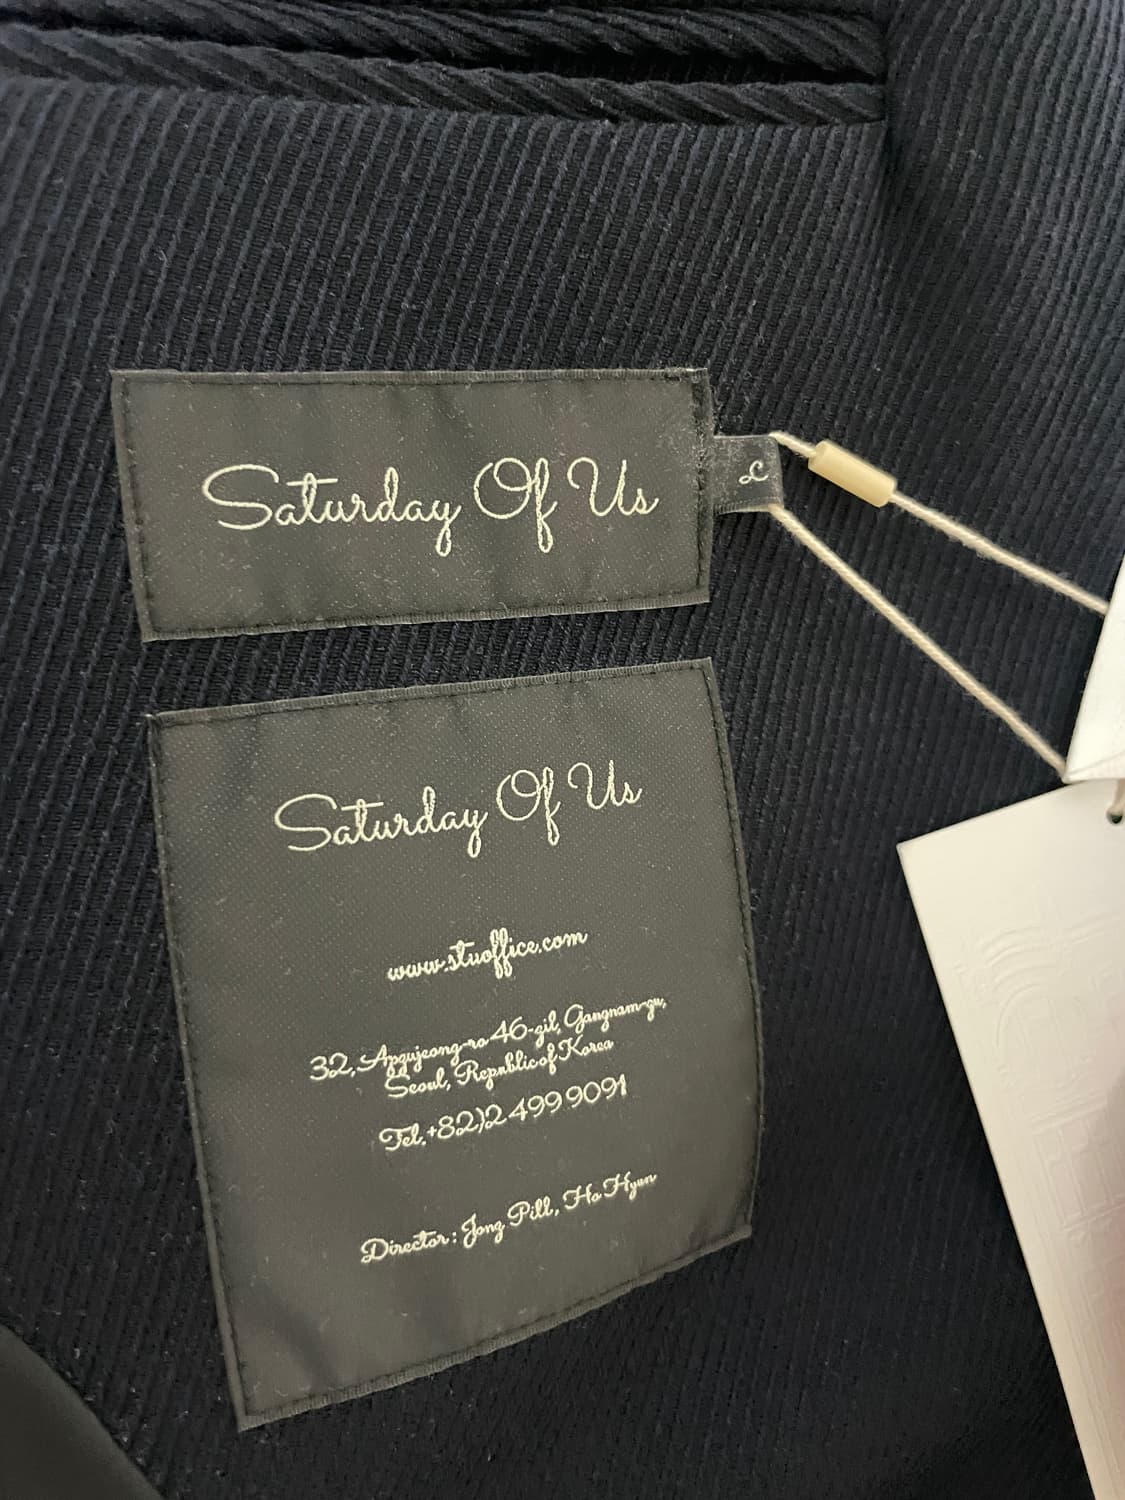 Saturday Of Us
L
Saturday Of Us
www.stuoffice.com
32, Apgujeong-ro 46-gil, Gangnam-gu,
Seoul, Republic of Korea
Tel.+82)2 499 9091
Director : Jong Pill, Ho Hyun